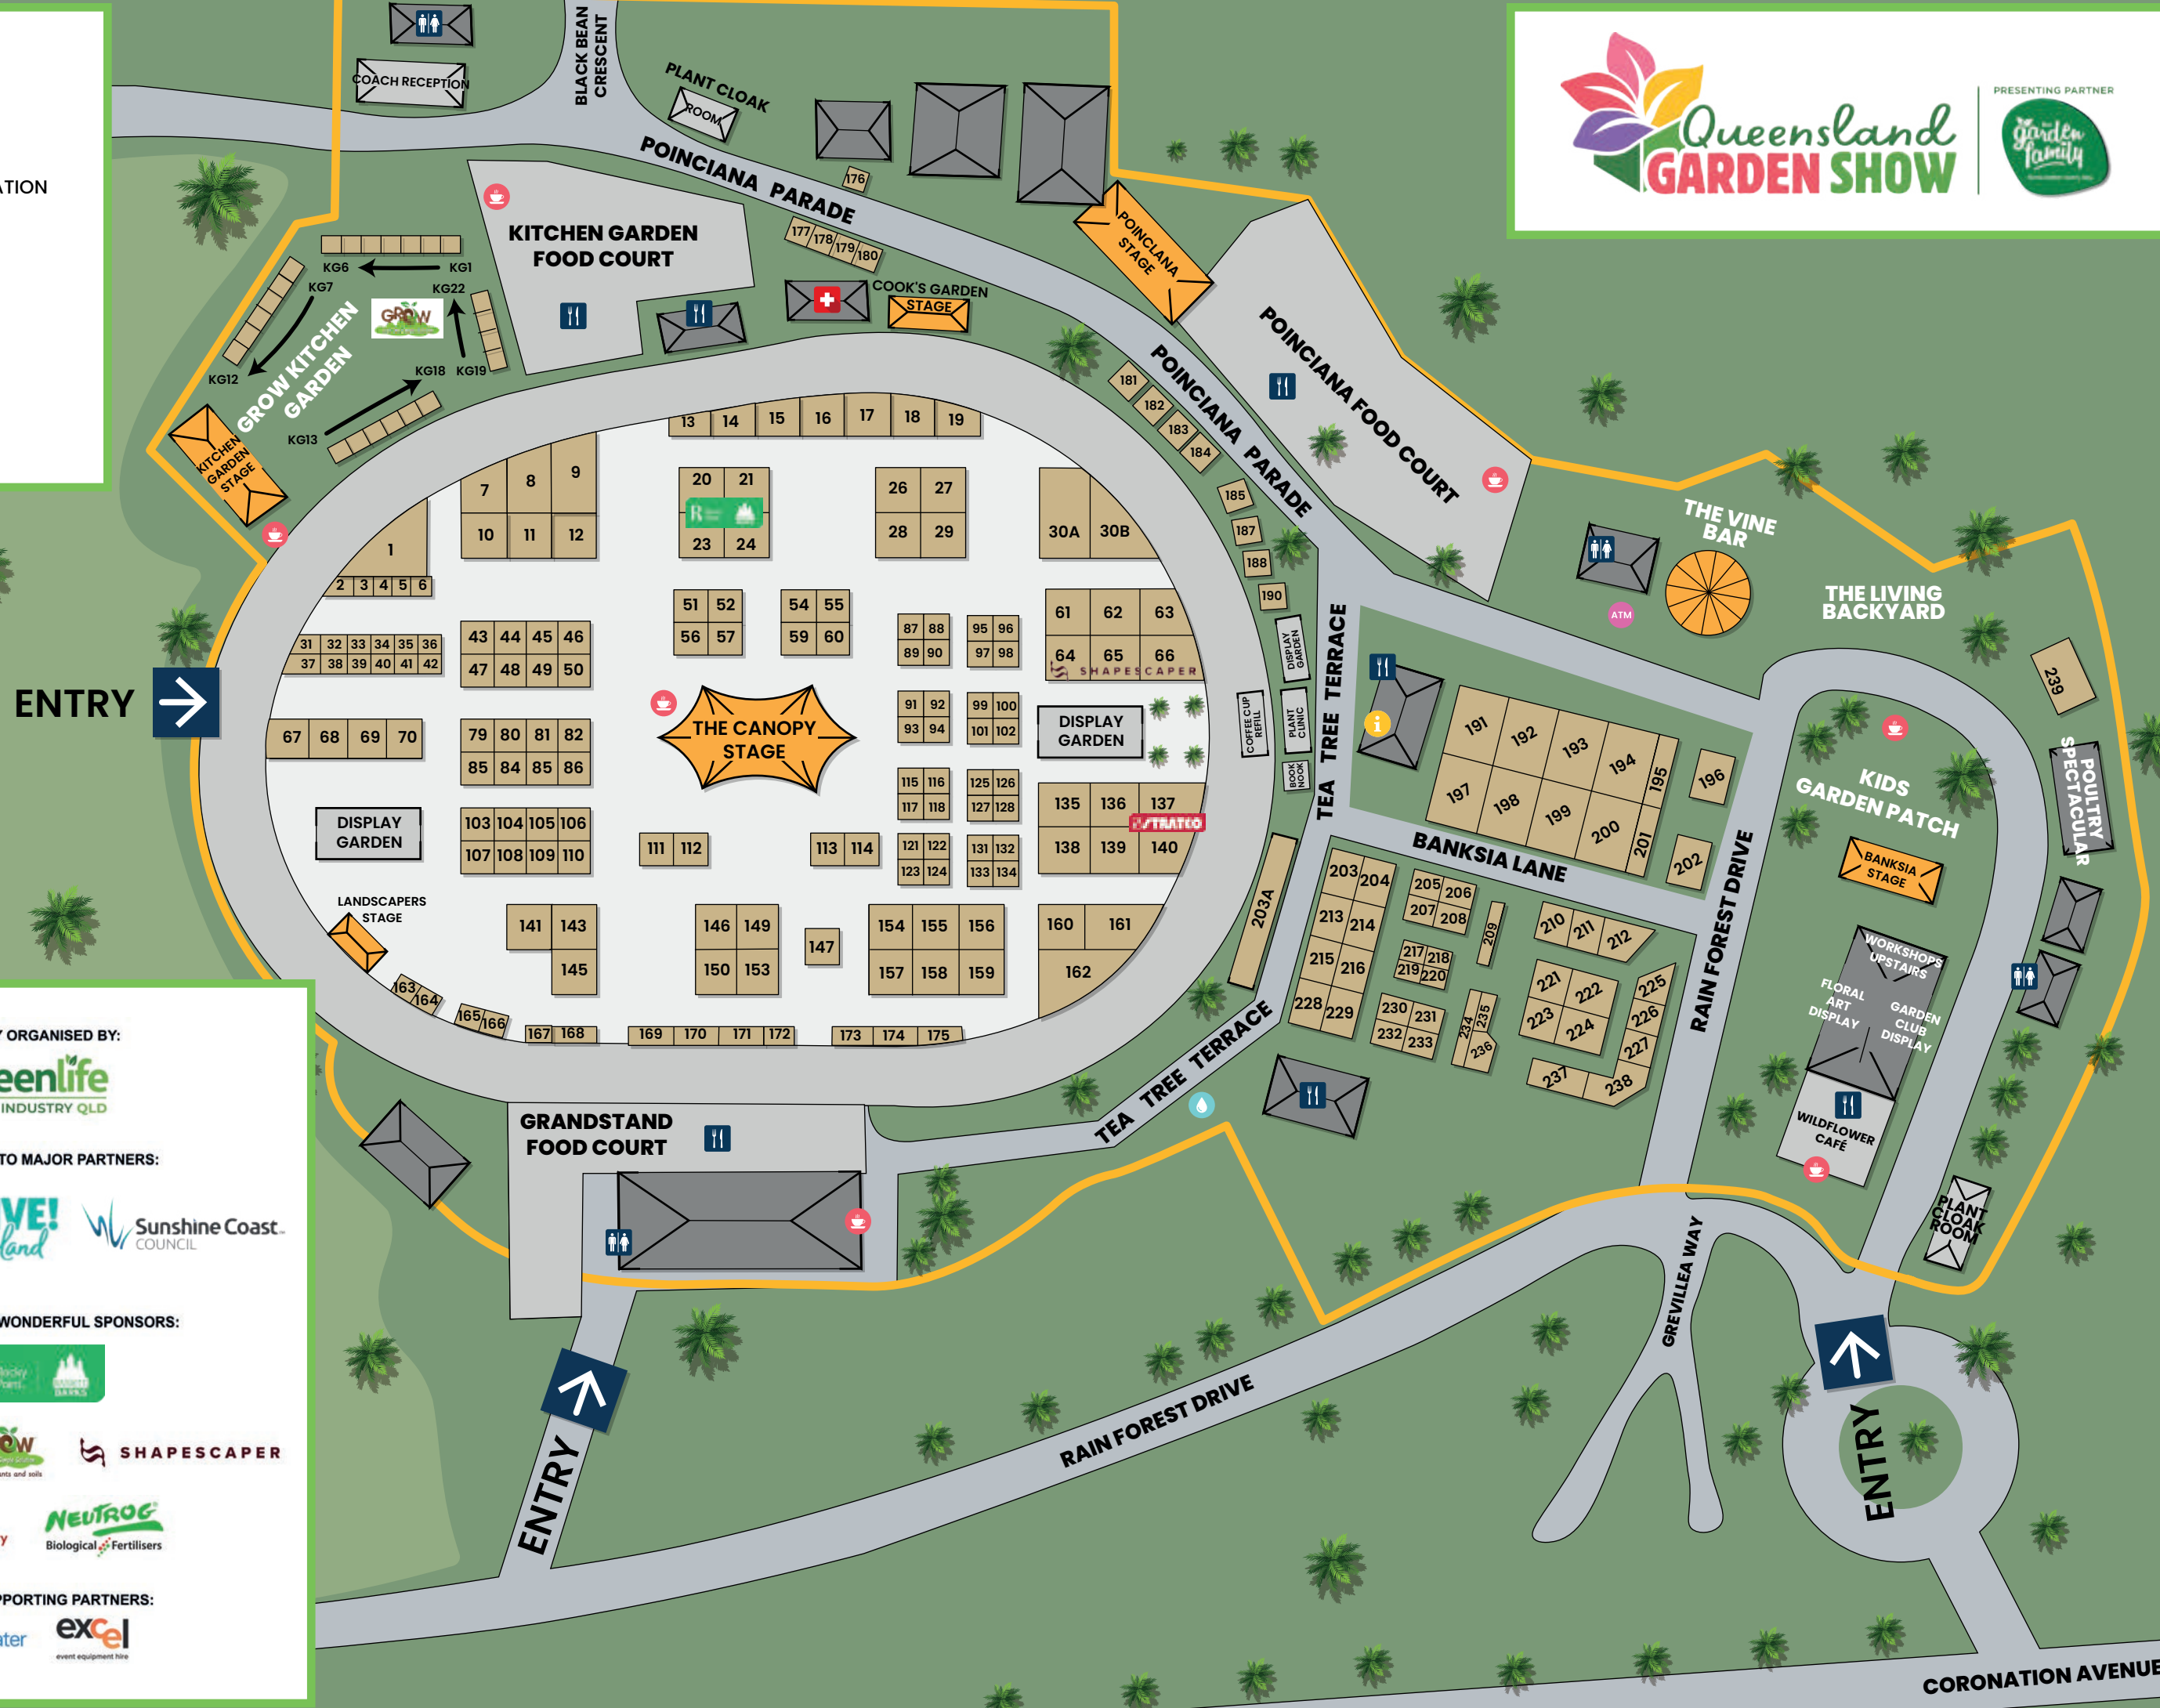 ATION
COACH RECEPTION
BLACK BEAN
CRESCENT
PLANT CLOAK
ROOM
POINCIANA PARADE
Queensland
GARDEN SHOW
PRESENTING PARTNER
garden
family
KITCHEN GARDEN
FOOD COURT
176
177 178 179 180
COOK'S GARDEN
STAGE
POINCIANA
STAGE
KG6 KG1
KG7 KG22
GROW
GROW KITCHEN
GARDEN
KG12 KG18 KG19
KG13
KITCHEN
GARDEN
STAGE
POINCIANA FOOD COURT
POINCIANA PARADE
181
182
183
184
185
187
188
190
13 14 15 16 17 18 19
7 8 9
10 11 12
20 21
23 24
26 27
28 29
30A 30B
1
2 3 4 5 6
31 32 33 34 35 36
37 38 39 40 41 42
43 44 45 46
47 48 49 50
51 52
56 57
54 55
59 60
87 88
89 90
95 96
97 98
61 62 63
64 65 66
SHAPESCAPER
ENTRY
67 68 69 70
79 80 81 82
85 84 85 86
THE CANOPY
STAGE
91 92
93 94
99 100
101 102
DISPLAY
GARDEN
DISPLAY
GARDEN
103 104 105 106
107 108 109 110
111 112
113 114
115 116
117 118
125 126
127 128
121 122
123 124
131 132
133 134
135 136 137
STRATCO
138 139 140
LANDSCAPERS
STAGE
141 143
145
146 149
150 153
147
154 155 156
157 158 159
160 161
162
163 164
165 166
167 168
169 170 171 172
173 174 175
DISPLAY
GARDEN
PLANT
CLINIC
COFFEE CUP
REFILL
BOOK
NOOK
TEA TREE TERRACE
THE VINE
BAR
ATM
THE LIVING
BACKYARD
239
i
191 192 193 194 195
196
197 198 199 200 201
202
BANKSIA LANE
RAIN FOREST DRIVE
KIDS
GARDEN PATCH
POULTRY
SPECTACULAR
BANKSIA
STAGE
203A
203 204
213 214
215 216
228 229
205 206
207 208
209
210 211 212
217 218
219 220
221 222
223 224
225
226
227
230 231
232 233
234 235
236
237 238
WORKSHOPS
UPSTAIRS
FLORAL
ART
DISPLAY
GARDEN
CLUB
DISPLAY
WILDFLOWER
CAFÉ
PLANT
CLOAK
ROOM
TEA TREE TERRACE
GRANDSTAND
FOOD COURT
GREVILLEA WAY
RAIN FOREST DRIVE
ENTRY
ENTRY
CORONATION AVENUE
Y ORGANISED BY:
eenlife
INDUSTRY QLD
TO MAJOR PARTNERS:
VE!
land
Sunshine Coast
COUNCIL
WONDERFUL SPONSORS:
ow
nts and soils
SHAPESCAPER
y
NEUTROG
Biological Fertilisers
PPORTING PARTNERS:
ater
excel
event equipment hire